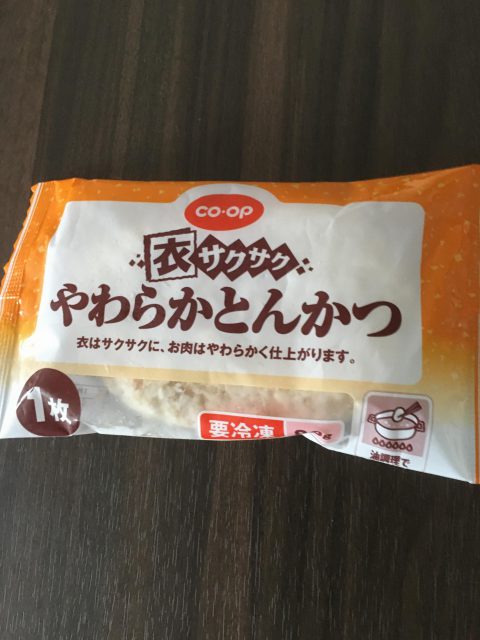 CO・OP
衣サクサク
やわらかとんかつ
衣はサクサクに、お肉はやわらかく仕上がります。
1枚
要冷凍
油調理で